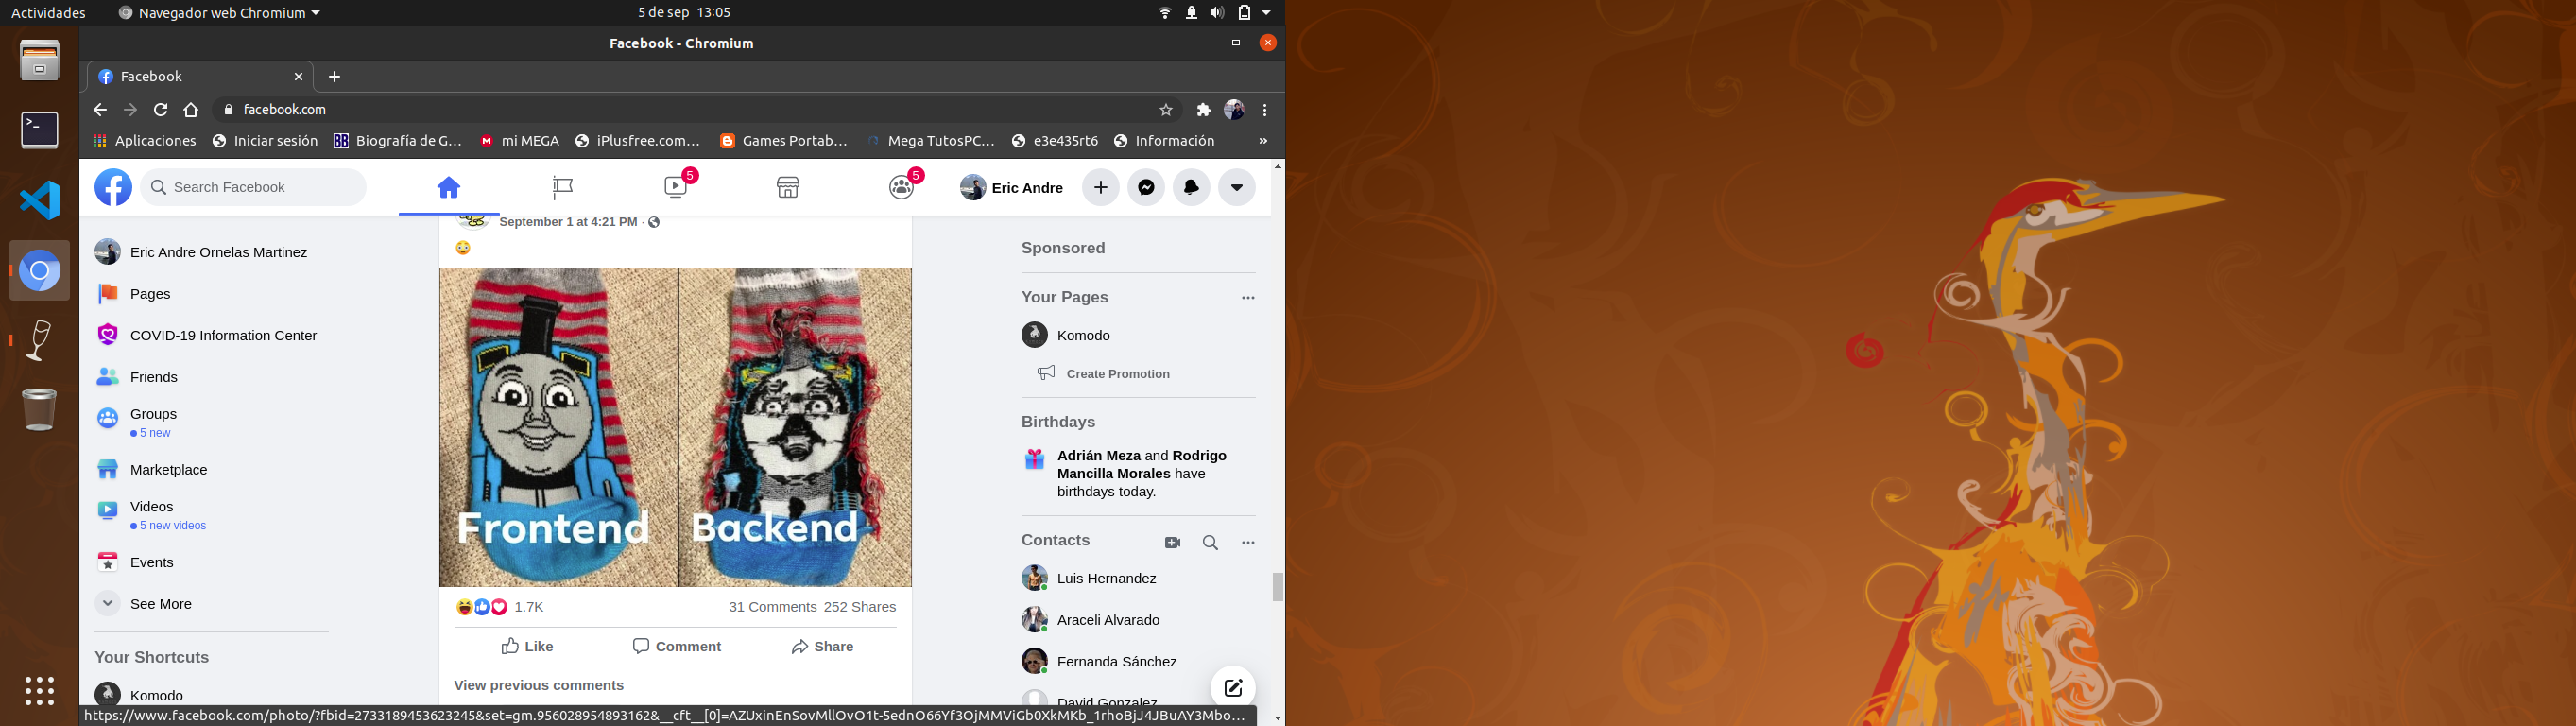 Actividades
Navegador web Chromium
5 de sep 13:05
Facebook - Chromium
Facebook
facebook.com
Aplicaciones
Iniciar sesión
BB
Biografía de G…
M
mi MEGA
iPlusfree.com…
Games Portab…
Mega TutosPC…
e3e435rt6
Información
»
Search Facebook
5
5
Eric Andre
Eric Andre Ornelas Martinez
Pages
COVID-19 Information Center
Friends
Groups
5 new
Marketplace
Videos
5 new videos
Events
See More
Your Shortcuts
Komodo
September 1 at 4:21 PM ·
Frontend
Backend
1.7K
31 Comments 252 Shares
Like
Comment
Share
View previous comments
Sponsored
Your Pages
Komodo
Create Promotion
Birthdays
Adrián Meza and Rodrigo
Mancilla Morales have
birthdays today.
Contacts
Luis Hernandez
Araceli Alvarado
Fernanda Sánchez
David Gonzalez
https://www.facebook.com/photo/?fbid=2733189453623245&set=gm.956028954893162&__cft__[0]=AZUxinEnSovMllOvO1t-5ednO66Yf3OjMMViGb0XkMKb_1rhoBjJ4JBuAY3Mbo…